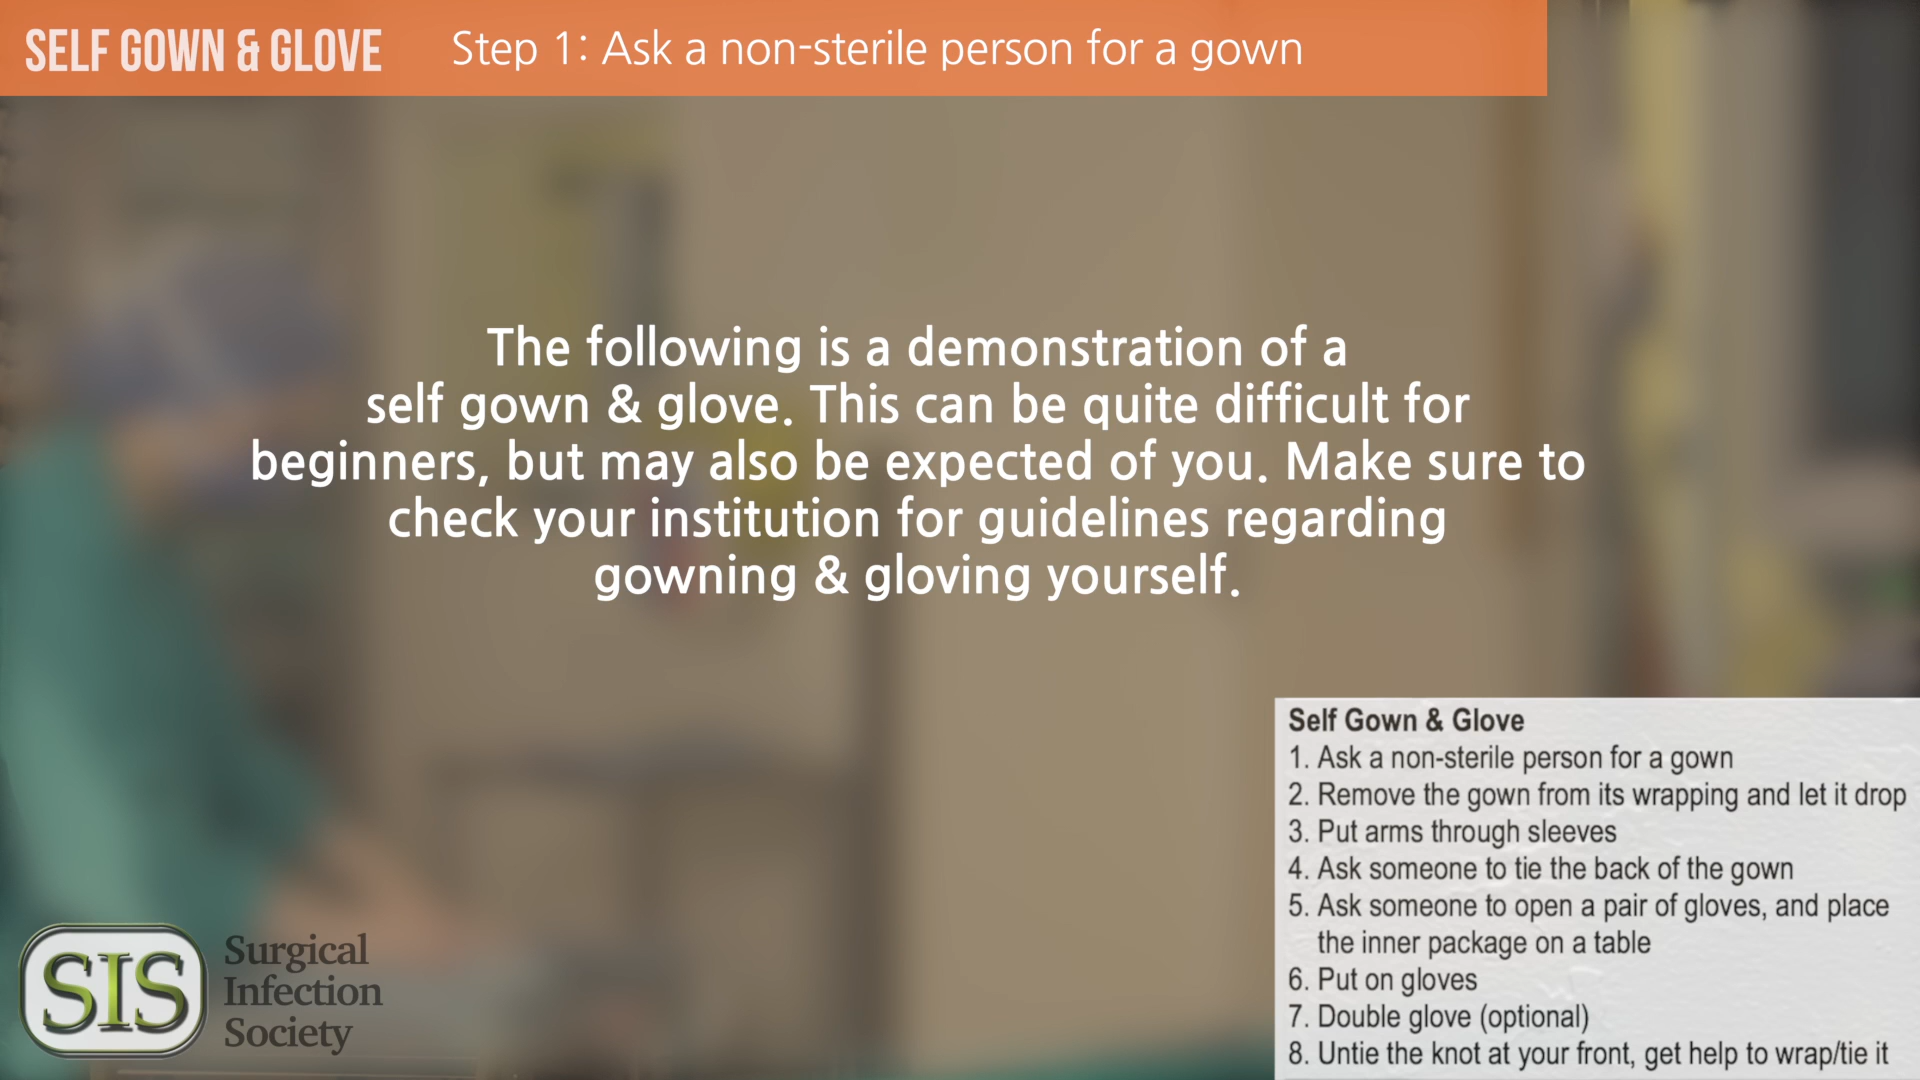 SELF GOWN & GLOVE
Step 1: Ask a non-sterile person for a gown
The following is a demonstration of a
self gown & glove. This can be quite difficult for
beginners, but may also be expected of you. Make sure to
check your institution for guidelines regarding
gowning & gloving yourself.
Self Gown & Glove
1. Ask a non-sterile person for a gown
2. Remove the gown from its wrapping and let it drop
3. Put arms through sleeves
4. Ask someone to tie the back of the gown
5. Ask someone to open a pair of gloves, and place
the inner package on a table
6. Put on gloves
7. Double glove (optional)
8. Untie the knot at your front, get help to wrap/tie it
SIS
Surgical
Infection
Society